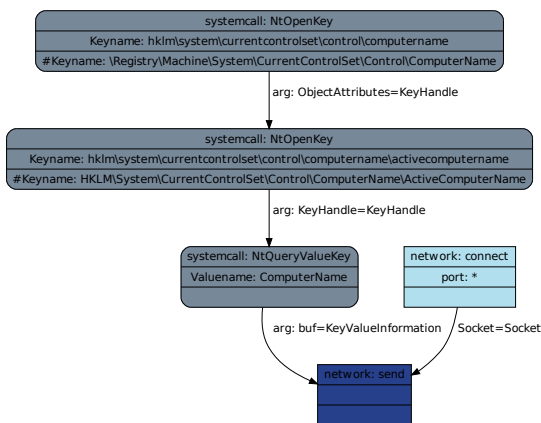 systemcall: NtOpenKey
Keyname: hklm\system\currentcontrolset\control\computername
#Keyname: \Registry\Machine\System\CurrentControlSet\Control\ComputerName
arg: ObjectAttributes=KeyHandle
systemcall: NtOpenKey
Keyname: hklm\system\currentcontrolset\control\computername\activecomputername
#Keyname: HKLM\System\CurrentControlSet\Control\ComputerName\ActiveComputerName
arg: KeyHandle=KeyHandle
systemcall: NtQueryValueKey
Valuename: ComputerName
network: connect
port: *
arg: buf=KeyValueInformation
Socket=Socket
network: send